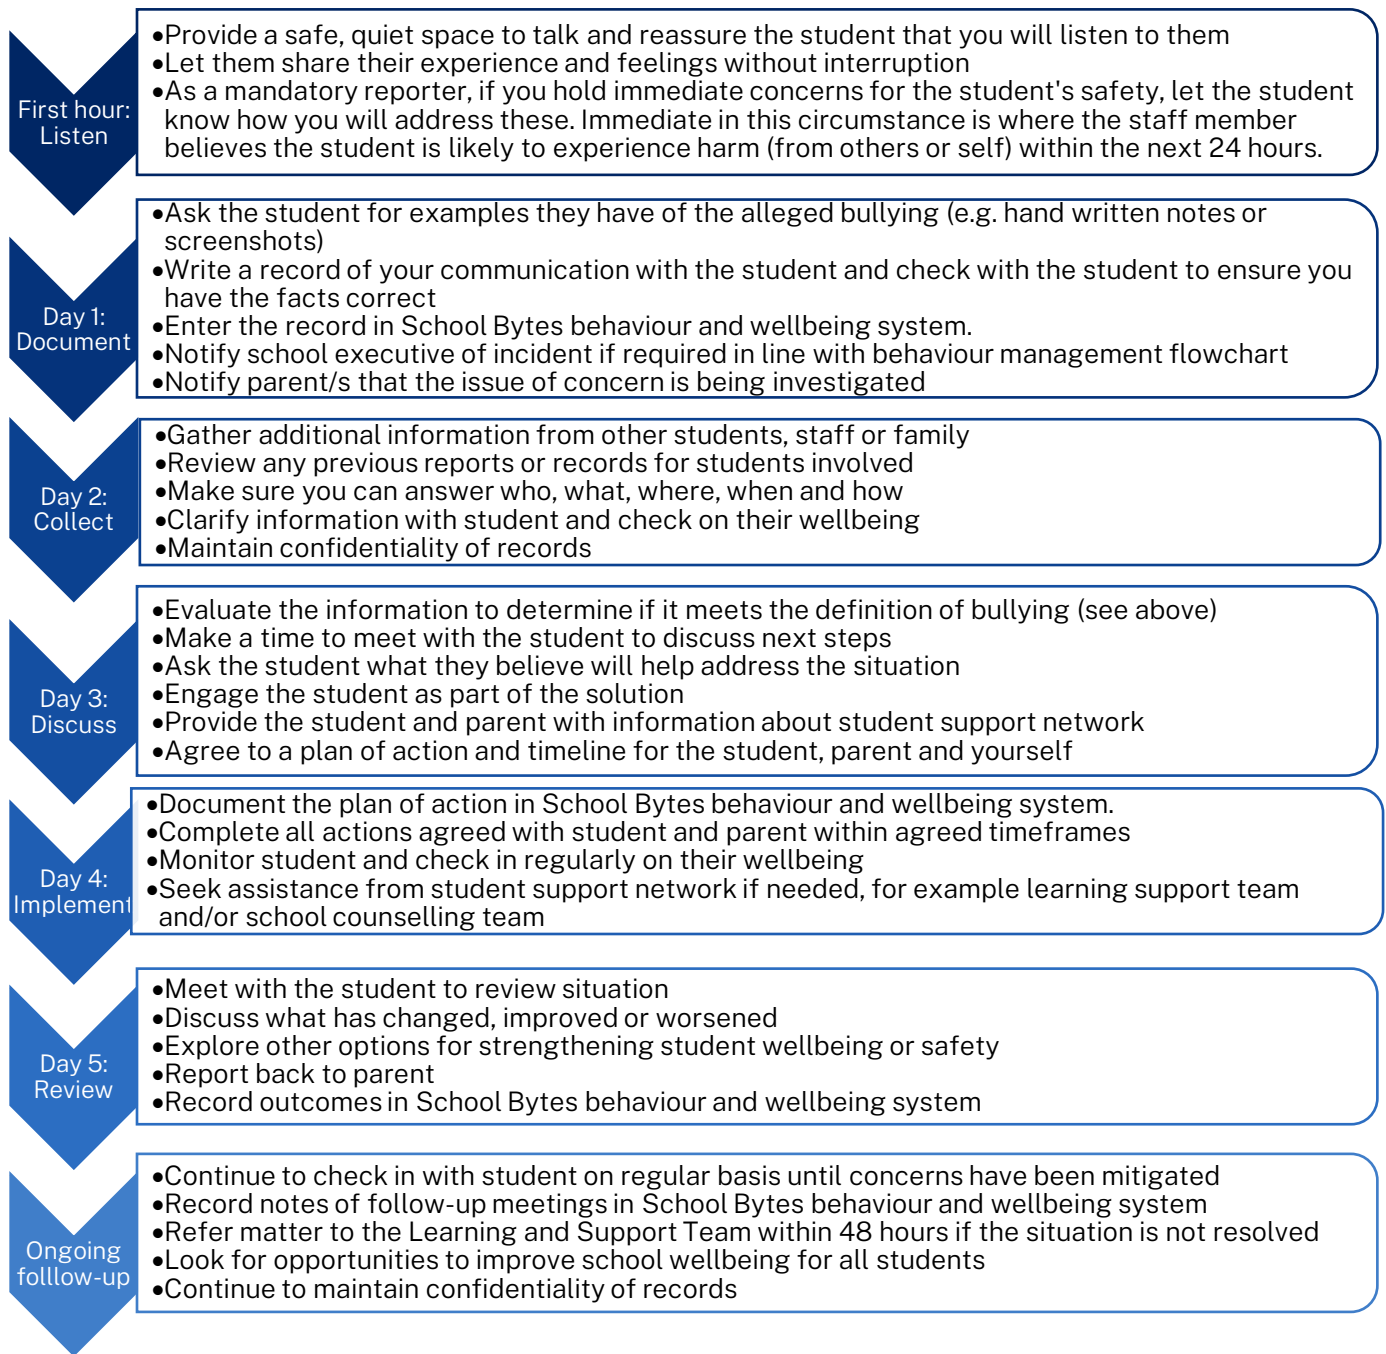 First hour:
Listen
•Provide a safe, quiet space to talk and reassure the student that you will listen to them
•Let them share their experience and feelings without interruption
•As a mandatory reporter, if you hold immediate concerns for the student's safety, let the student
know how you will address these. Immediate in this circumstance is where the staff member
believes the student is likely to experience harm (from others or self) within the next 24 hours.
Day 1:
Document
•Ask the student for examples they have of the alleged bullying (e.g. hand written notes or
screenshots)
•Write a record of your communication with the student and check with the student to ensure you
have the facts correct
•Enter the record in School Bytes behaviour and wellbeing system.
•Notify school executive of incident if required in line with behaviour management flowchart
•Notify parent/s that the issue of concern is being investigated
Day 2:
Collect
•Gather additional information from other students, staff or family
•Review any previous reports or records for students involved
•Make sure you can answer who, what, where, when and how
•Clarify information with student and check on their wellbeing
•Maintain confidentiality of records
Day 3:
Discuss
•Evaluate the information to determine if it meets the definition of bullying (see above)
•Make a time to meet with the student to discuss next steps
•Ask the student what they believe will help address the situation
•Engage the student as part of the solution
•Provide the student and parent with information about student support network
•Agree to a plan of action and timeline for the student, parent and yourself
Day 4:
Implement
•Document the plan of action in School Bytes behaviour and wellbeing system.
•Complete all actions agreed with student and parent within agreed timeframes
•Monitor student and check in regularly on their wellbeing
•Seek assistance from student support network if needed, for example learning support team
and/or school counselling team
Day 5:
Review
•Meet with the student to review situation
•Discuss what has changed, improved or worsened
•Explore other options for strengthening student wellbeing or safety
•Report back to parent
•Record outcomes in School Bytes behaviour and wellbeing system
Ongoing
folllow-up
•Continue to check in with student on regular basis until concerns have been mitigated
•Record notes of follow-up meetings in School Bytes behaviour and wellbeing system
•Refer matter to the Learning and Support Team within 48 hours if the situation is not resolved
•Look for opportunities to improve school wellbeing for all students
•Continue to maintain confidentiality of records